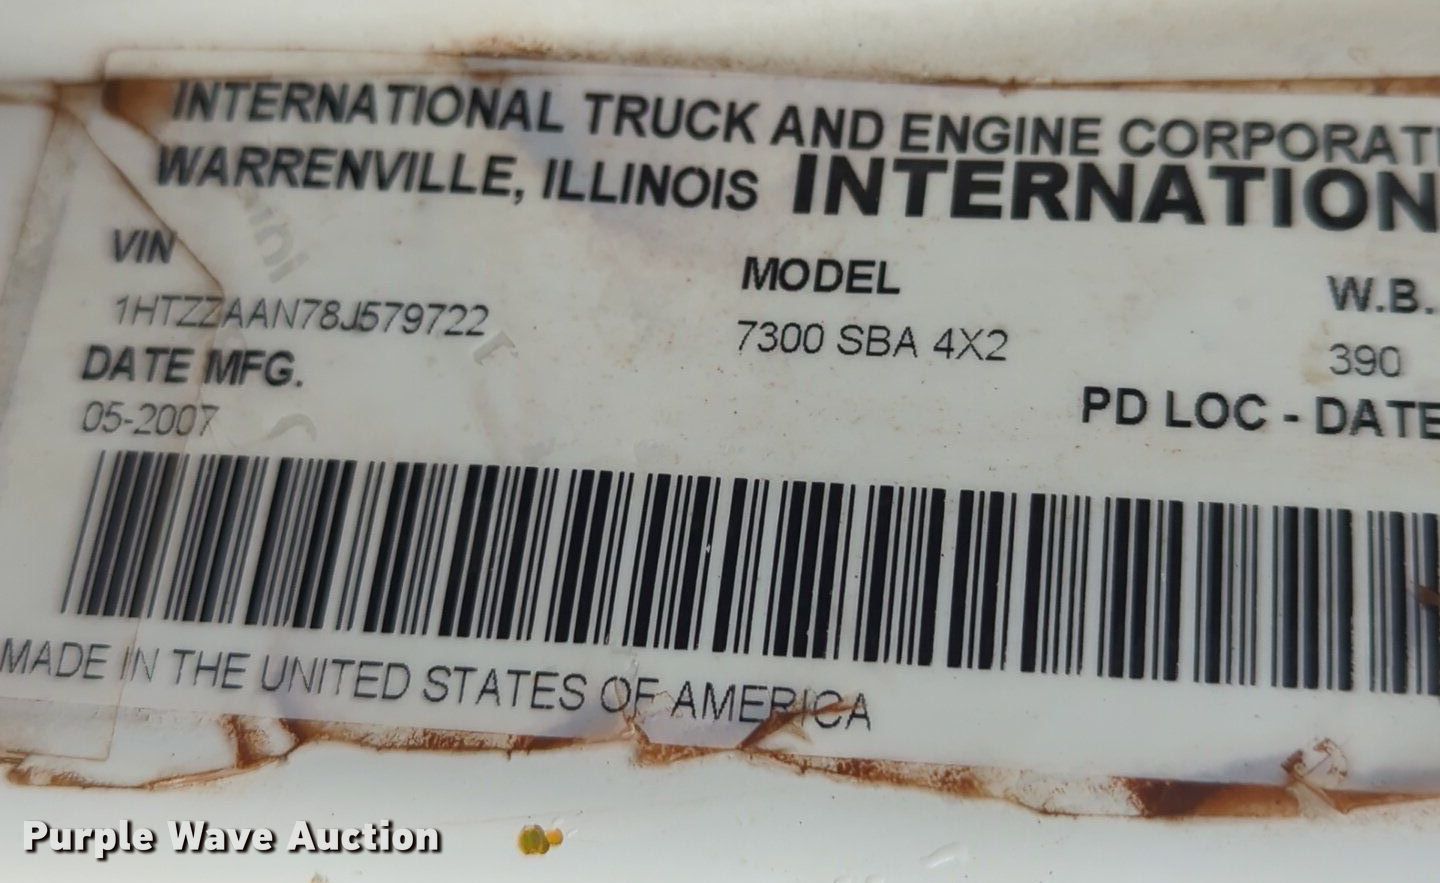 INTERNATIONAL TRUCK AND ENGINE CORPORATI
WARRENVILLE, ILLINOIS INTERNATION
VIN MODEL W.B.
1HTZZAAN78J579722 7300 SBA 4X2 390
DATE MFG. PD LOC - DATE
05-2007
MADE IN THE UNITED STATES OF AMERICA
Purple Wave Auction